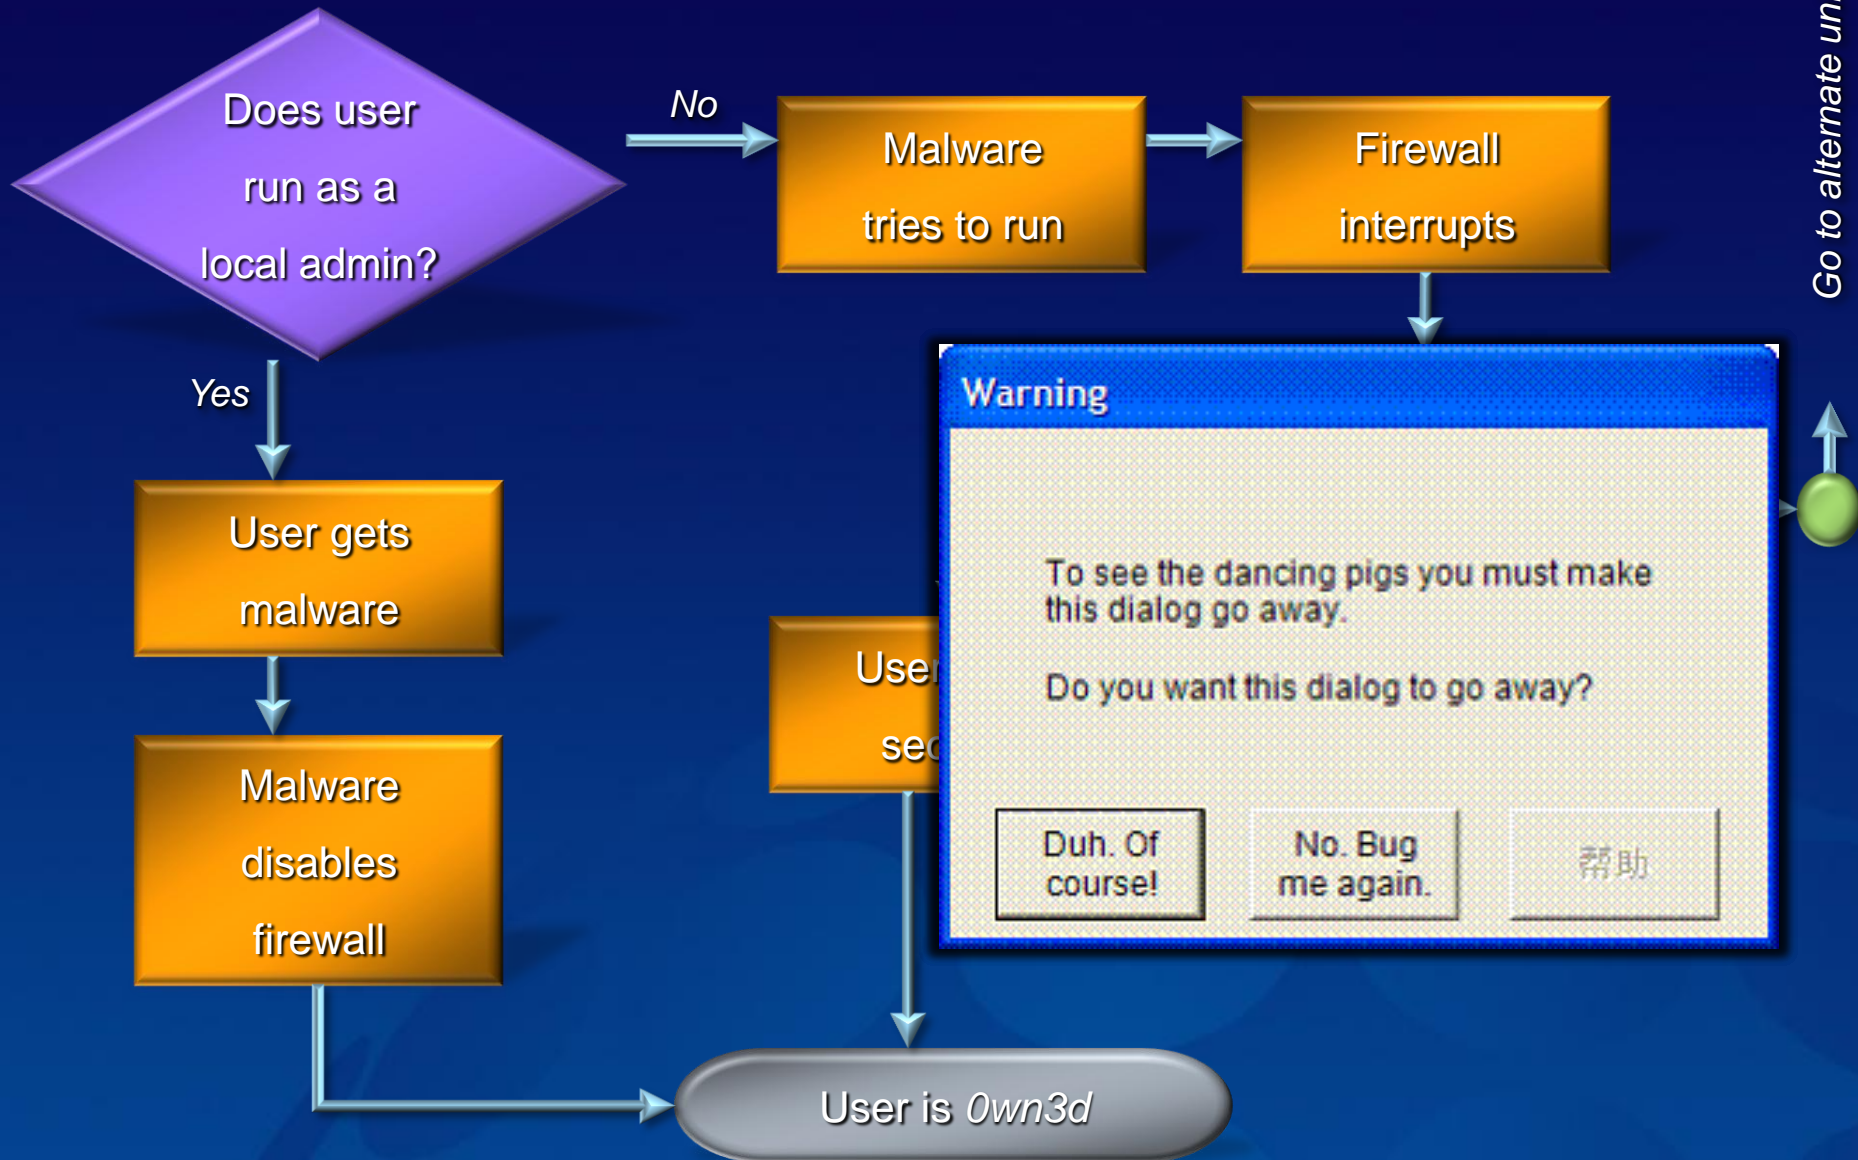 Does user
run as a
local admin?
No
Malware
tries to run
Firewall
interrupts
Go to alternate
Yes
User gets
malware
Malware
disables
firewall
Warning
To see the dancing pigs you must make
this dialog go away.
Do you want this dialog to go away?
Duh. Of
course!
No. Bug
me again.
帮助
User is 0wn3d